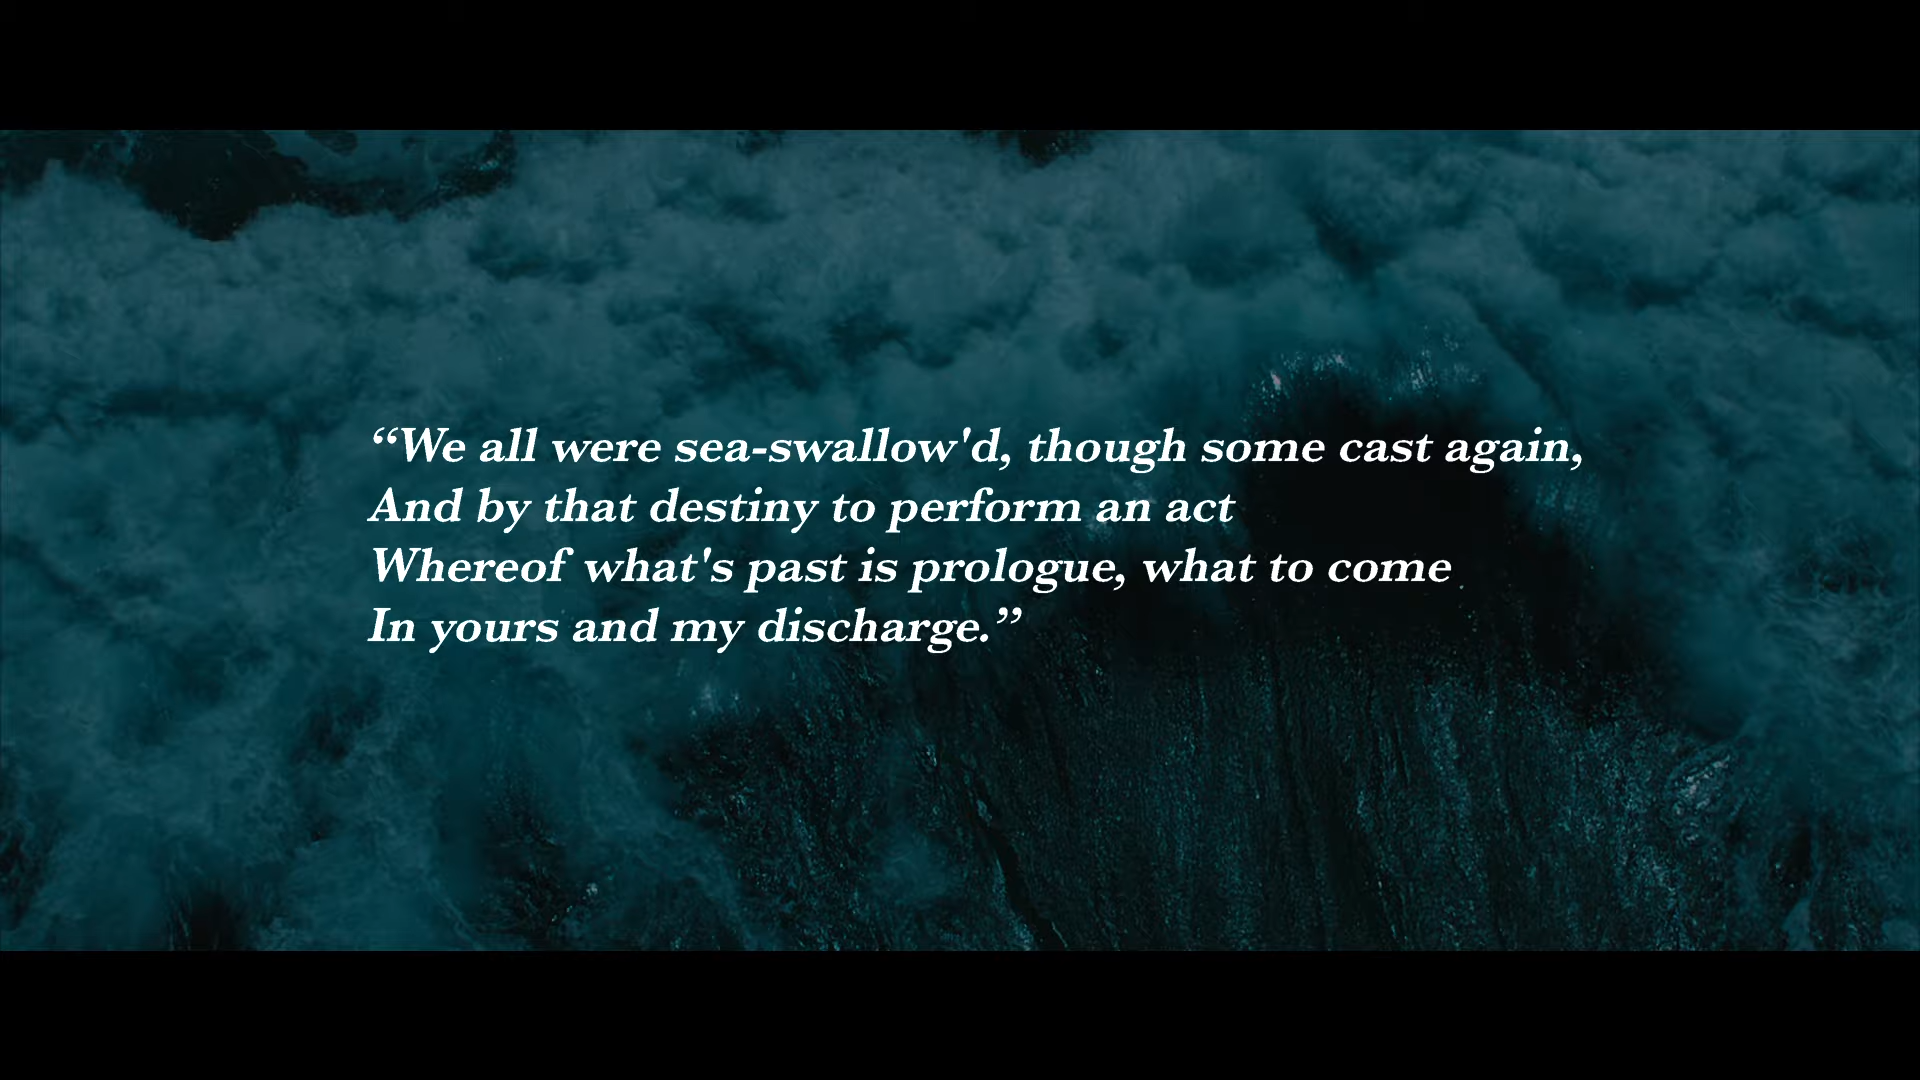 “We all were sea-swallow'd, though some cast again,
And by that destiny to perform an act
Whereof what's past is prologue, what to come
In yours and my discharge.”